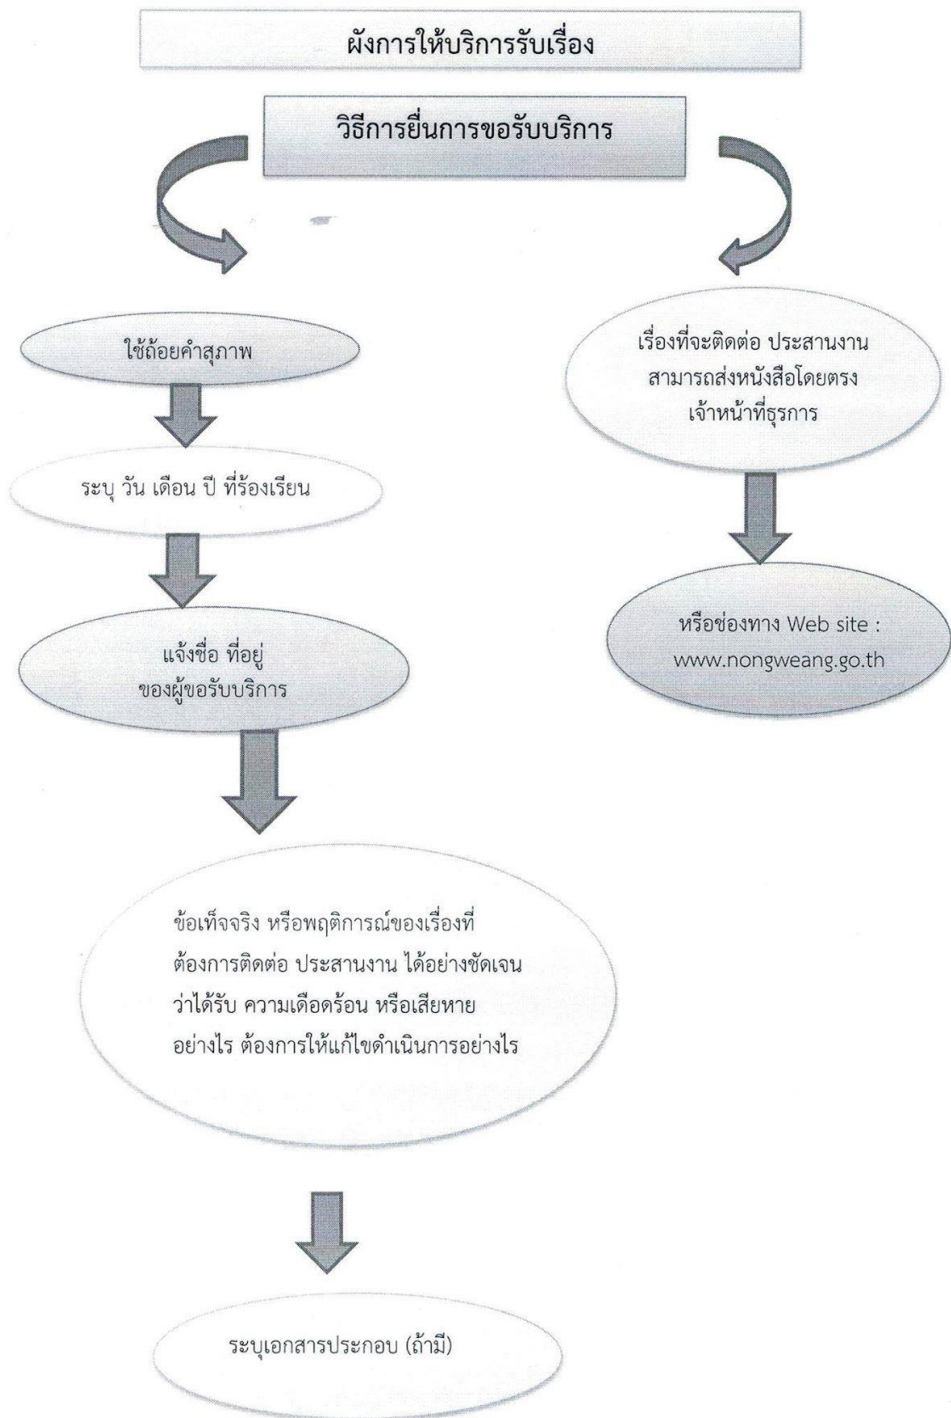 ผังการให้บริการรับเรื่อง
วิธีการยื่นการขอรับบริการ
ใช้ถ้อยคำสุภาพ
ระบุ วัน เดือน ปี ที่ร้องเรียน
แจ้งชื่อ ที่อยู่
ของผู้ขอรับบริการ
ข้อเท็จจริง หรือพฤติการณ์ของเรื่องที่
ต้องการติดต่อ ประสานงาน ได้อย่างชัดเจน
ว่าได้รับ ความเดือดร้อน หรือเสียหาย
อย่างไร ต้องการให้แก้ไขดำเนินการอย่างไร
ระบุเอกสารประกอบ (ถ้ามี)
เรื่องที่จะติดต่อ ประสานงาน
สามารถส่งหนังสือโดยตรง
เจ้าหน้าที่ธุรการ
หรือช่องทาง Web site :
www.nongweang.go.th